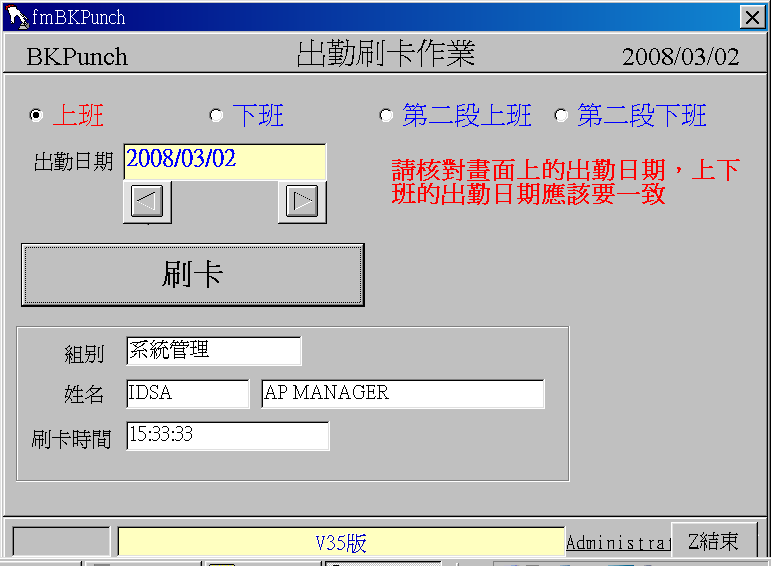 fmBKPunch
BKPunch 出勤刷卡作業 2008/03/02
上班 下班 第二段上班 第二段下班
出勤日期 2008/03/02
請核對畫面上的出勤日期，上下
班的出勤日期應該要一致
刷卡
組別 系統管理
姓名 IDSA AP MANAGER
刷卡時間 15:33:33
V35版 Administrat Z結束